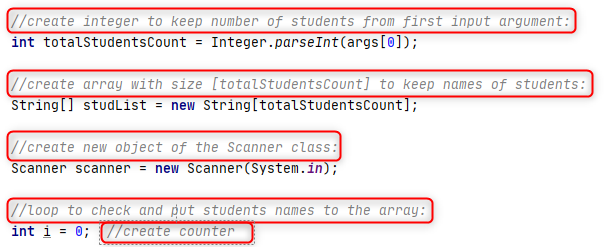 //create integer to keep number of students from first input argument:
int totalStudentsCount = Integer.parseInt(args[0]);
//create array with size [totalStudentsCount] to keep names of students:
String[] studList = new String[totalStudentsCount];
//create new object of the Scanner class:
Scanner scanner = new Scanner(System.in);
//loop to check and put students names to the array:
int i = 0; //create counter